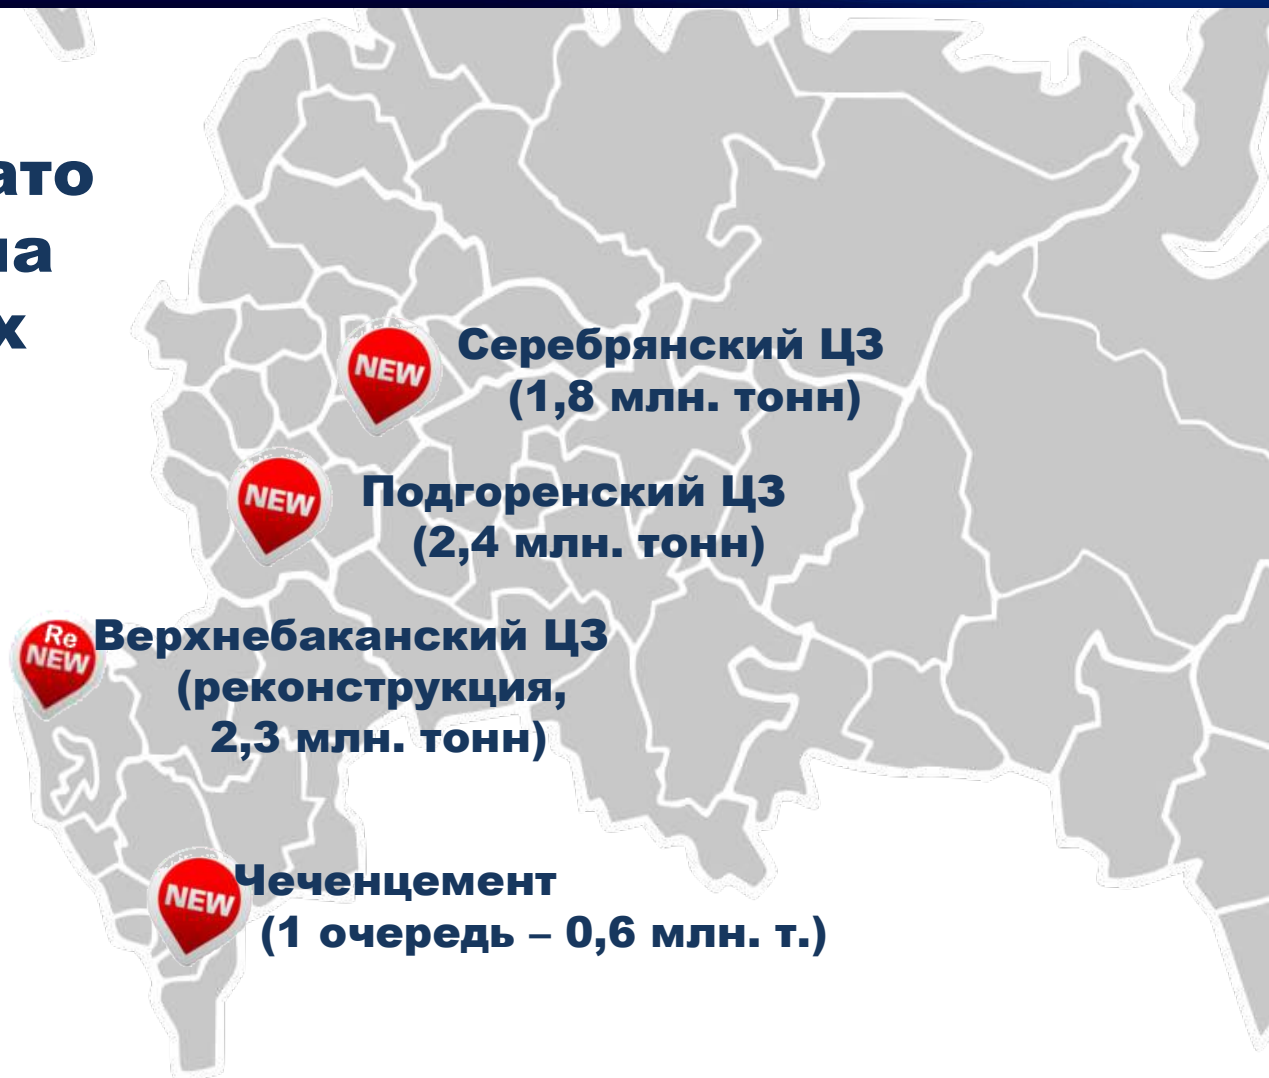 ато
на
х
NEW
Серебрянский ЦЗ
(1,8 млн. тонн)
NEW
Подгоренский ЦЗ
(2,4 млн. тонн)
Re
NEW
Верхнебаканский ЦЗ
(реконструкция,
2,3 млн. тонн)
NEW
Чеченцемент
(1 очередь – 0,6 млн. т.)